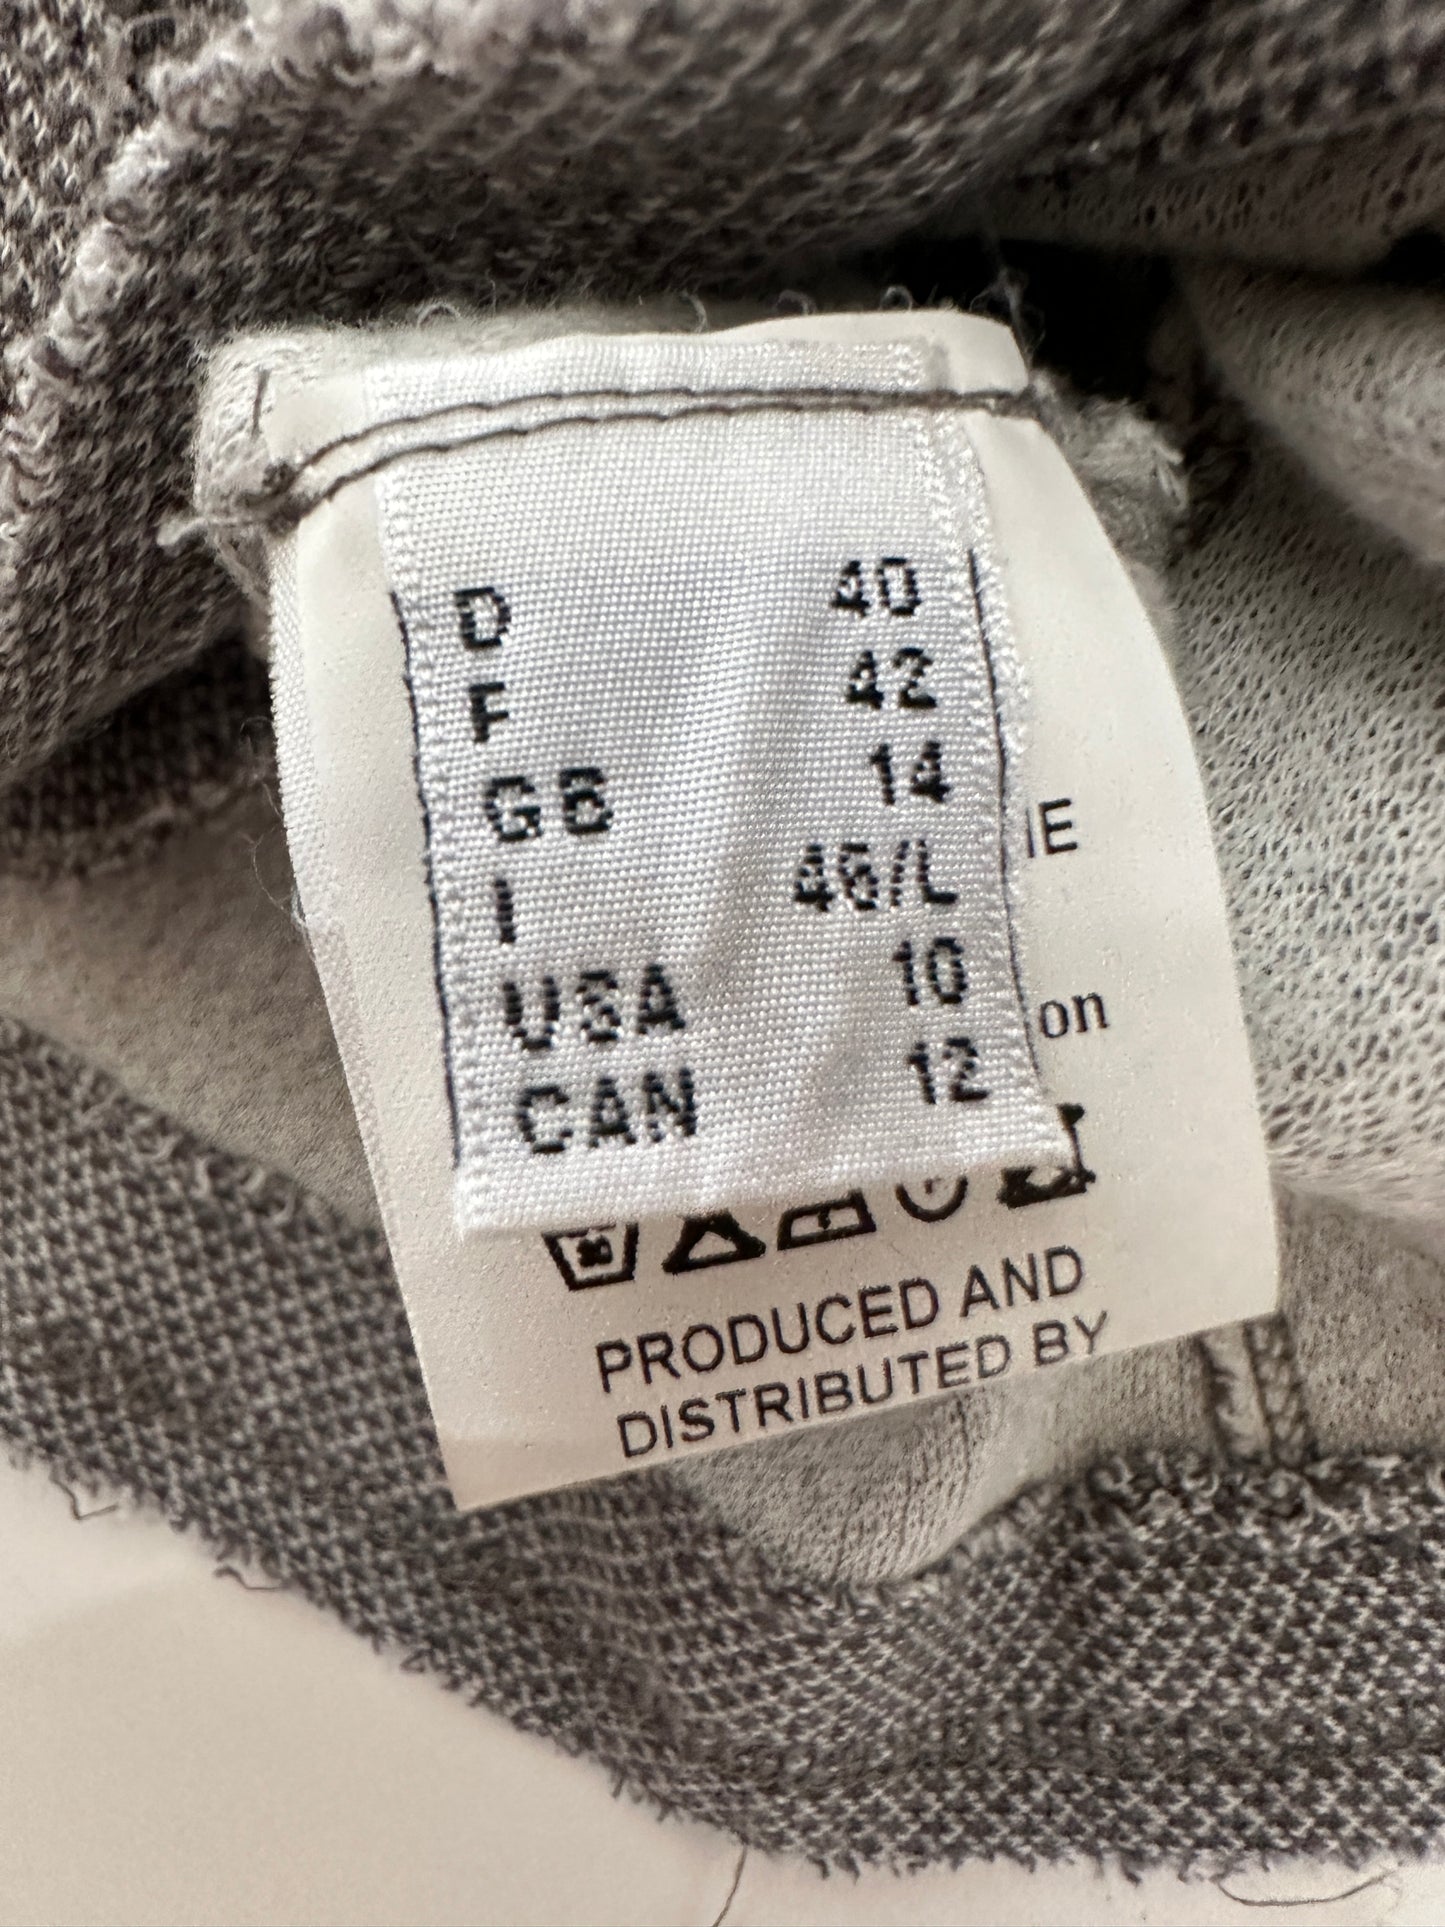 D 40
F 42
GB 14
I 46/L
USA 10
CAN 12
IE
on
PRODUCED AND
DISTRIBUTED BY